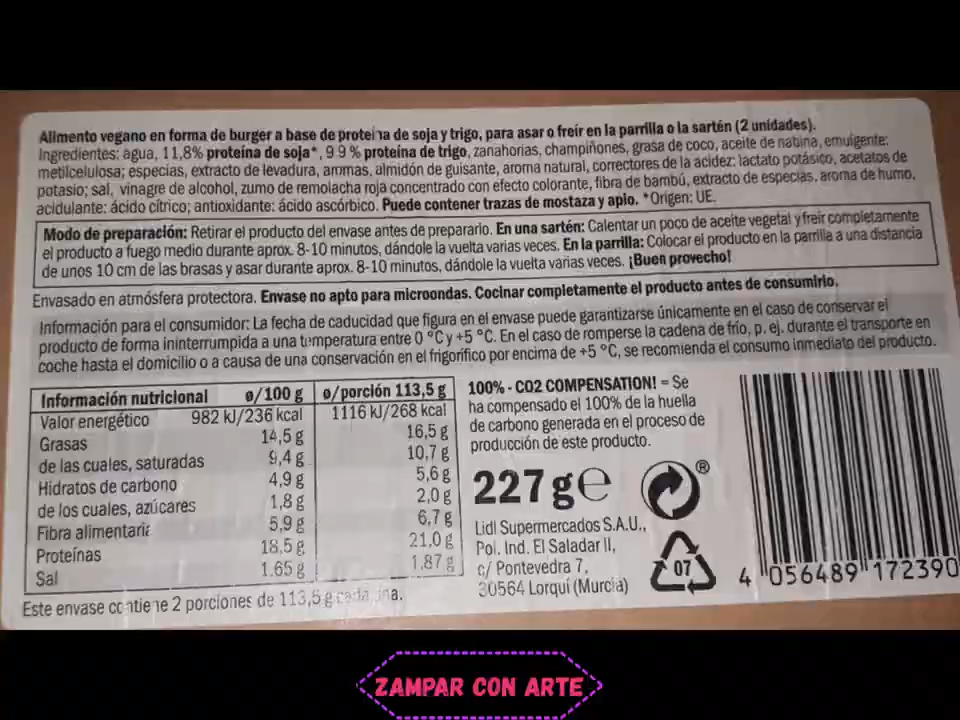 Alimento vegano en forma de burger a base de proteína de soja y trigo, para asar o freír en la parrilla o la sartén (2 unidades).
Ingredientes: agua, 11,8% proteína de soja*, 9 9 % proteína de trigo, zanahorias, champiñones, grasa de coco, aceite de nabina, emulgente:
metilcelulosa; especias, extracto de levadura, aromas, almidón de guisante, aroma natural, correctores de la acidez: lactato potásico, acetatos de
potasio; sal, vinagre de alcohol, zumo de remolacha roja concentrado con efecto colorante, fibra de bambú, extracto de especias, aroma de humo,
acidulante: ácido cítrico; antioxidante: ácido ascórbico. Puede contener trazas de mostaza y apio. *Origen: UE.
Modo de preparación: Retirar el producto del envase antes de prepararlo. En una sartén: Calentar un poco de aceite vegetal y freír completamente
el producto a fuego medio durante aprox. 8-10 minutos, dándole la vuelta varias veces. En la parrilla: Colocar el producto en la parrilla a una distancia
de unos 10 cm de las brasas y asar durante aprox. 8-10 minutos, dándole la vuelta varias veces. ¡Buen provecho!
Envasado en atmósfera protectora. Envase no apto para microondas. Cocinar completamente el producto antes de consumirlo.
Información para el consumidor: La fecha de caducidad que figura en el envase puede garantizarse únicamente en el caso de conservar el
producto de forma ininterrumpida a una temperatura entre 0 °C y +5 °C. En el caso de romperse la cadena de frío, p. ej. durante el transporte en
coche hasta el domicilio o a causa de una conservación en el frigorífico por encima de +5 °C, se recomienda el consumo inmediato del producto.
Información nutricional ø/100 g ø/porción 113,5 g
Valor energético 982 kJ/236 kcal 1116 kJ/268 kcal
Grasas 14,5 g 16,5 g
de las cuales, saturadas 9,4 g 10,7 g
Hidratos de carbono 4,9 g 5,6 g
de los cuales, azúcares 1,8 g 2,0 g
Fibra alimentaria 5,9 g 6,7 g
Proteínas 18,5 g 21,0 g
Sal 1,65 g 1,87 g
Este envase contiene 2 porciones de 113,5 g cada una.
100% - CO2 COMPENSATION! = Se
ha compensado el 100% de la huella
de carbono generada en el proceso de
producción de este producto.
227 g e
®
Lidl Supermercados S.A.U.,
Pol. Ind. El Saladar II,
c/ Pontevedra 7,
30564 Lorquí (Murcia)
07
4 056489 172390
ZAMPAR CON ARTE